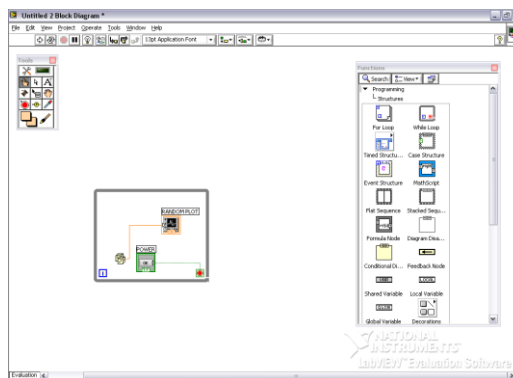 Untitled 2 Block Diagram *
File Edit View Project Operate Tools Window Help
13pt Application Font
Tools
Functions
Search View
Programming
Structures
For Loop While Loop
Timed Structu... Case Structure
Event Structure MathScript
Flat Sequence Stacked Sequ...
Formula Node Diagram Disa...
Conditional Di... Feedback Node
Shared Variable Local Variable
Global Variable Decorations
RANDOM PLOT
POWER
i
NATIONAL
INSTRUMENTS
LabVIEW Evaluation Software
Evaluation